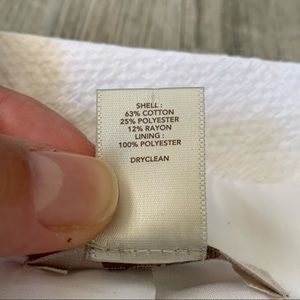 SHELL :
63% COTTON
25% POLYESTER
12% RAYON
LINING :
100% POLYESTER
DRYCLEAN